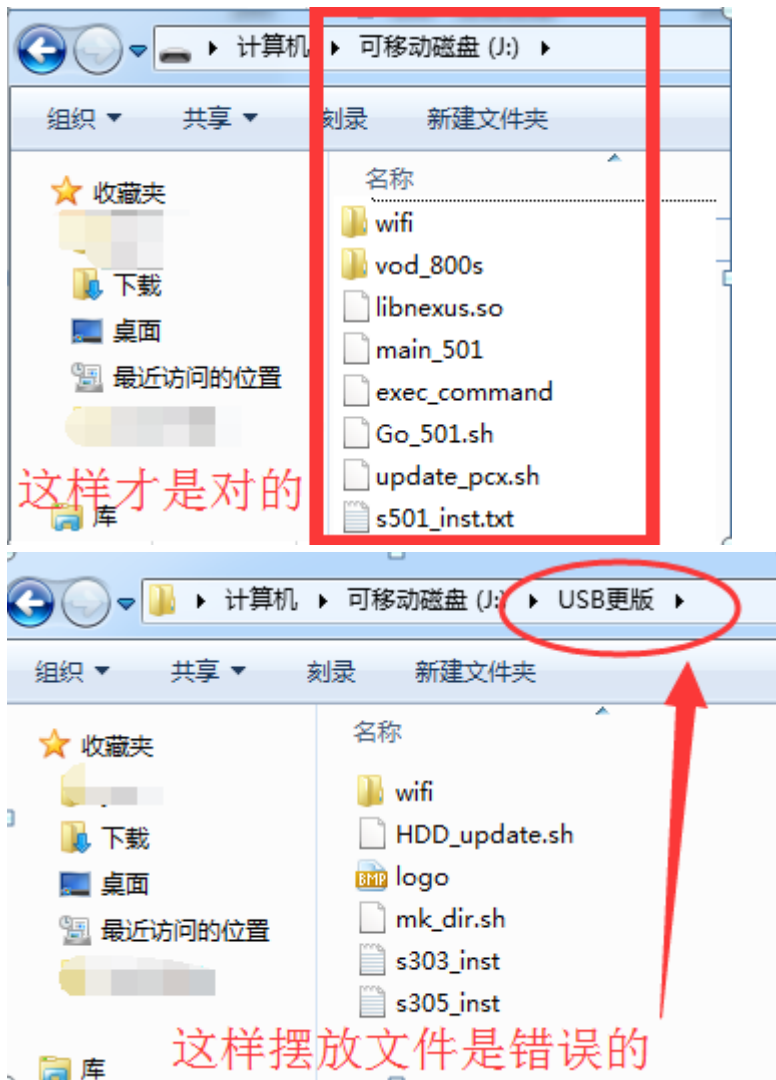 计算机 可移动磁盘 (J:)
组织 共享 刻录 新建文件夹
名称
收藏夹
wifi
vod_800s
下载
libnexus.so
桌面
main_501
最近访问的位置
exec_command
Go_501.sh
这样才是对的
update_pcx.sh
库
s501_inst.txt
计算机 可移动磁盘 (J:) USB更版
组织 共享 刻录 新建文件夹
名称
收藏夹
wifi
下载
HDD_update.sh
桌面
BMP logo
最近访问的位置
mk_dir.sh
s303_inst
s305_inst
这样摆放文件是错误的
库